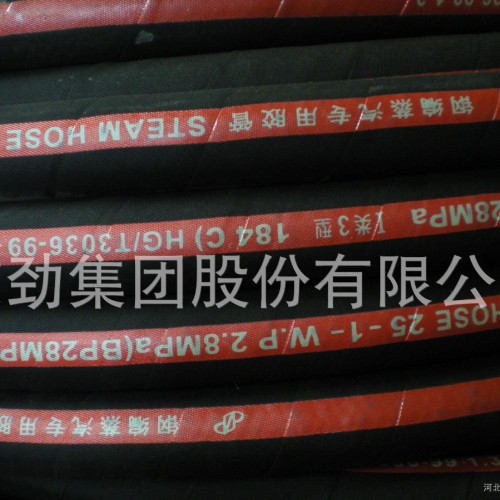 钢编蒸汽专用胶管 STEAM HOSE
28MPa I类3型 184 C) HG/T3036-99
劲集团股份有限公
HOSE 25-1-W.P 2.8MPa(BP28MP
钢编蒸汽专用胶
河北